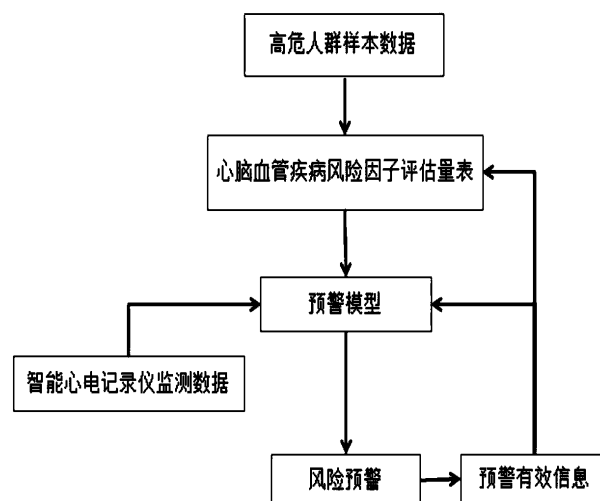 高危人群样本数据
心脑血管疾病风险因子评估量表
预警模型
智能心电记录仪监测数据
风险预警
预警有效信息